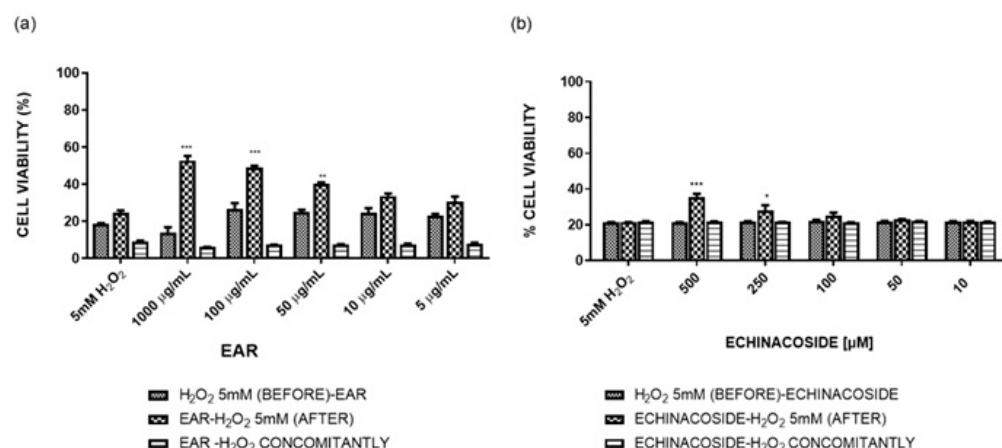 (a)
CELL VIABILITY (%)
100
80
60
40
20
0
***
***
**
5mM H₂O₂
1000 µg/mL
100 µg/mL
50 µg/mL
10 µg/mL
5 µg/mL
EAR
H₂O₂ 5mM (BEFORE)-EAR
EAR-H₂O₂ 5mM (AFTER)
EAR -H₂O₂ CONCOMITANTLY
(b)
% CELL VIABILITY
100
80
60
40
20
0
***
*
5mM H₂O₂
500
250
100
50
10
ECHINACOSIDE [µM]
H₂O₂ 5mM (BEFORE)-ECHINACOSIDE
ECHINACOSIDE-H₂O₂ 5mM (AFTER)
ECHINACOSIDE-H₂O₂ CONCOMITANTLY